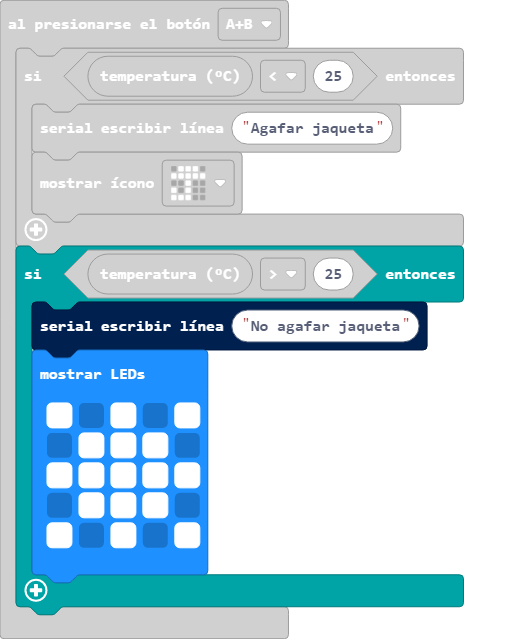 al presionarse el botón A+B
si temperatura (ºC) < 25 entonces
serial escribir línea "Agafar jaqueta"
mostrar ícono
si temperatura (ºC) > 25 entonces
serial escribir línea "No agafar jaqueta"
mostrar LEDs